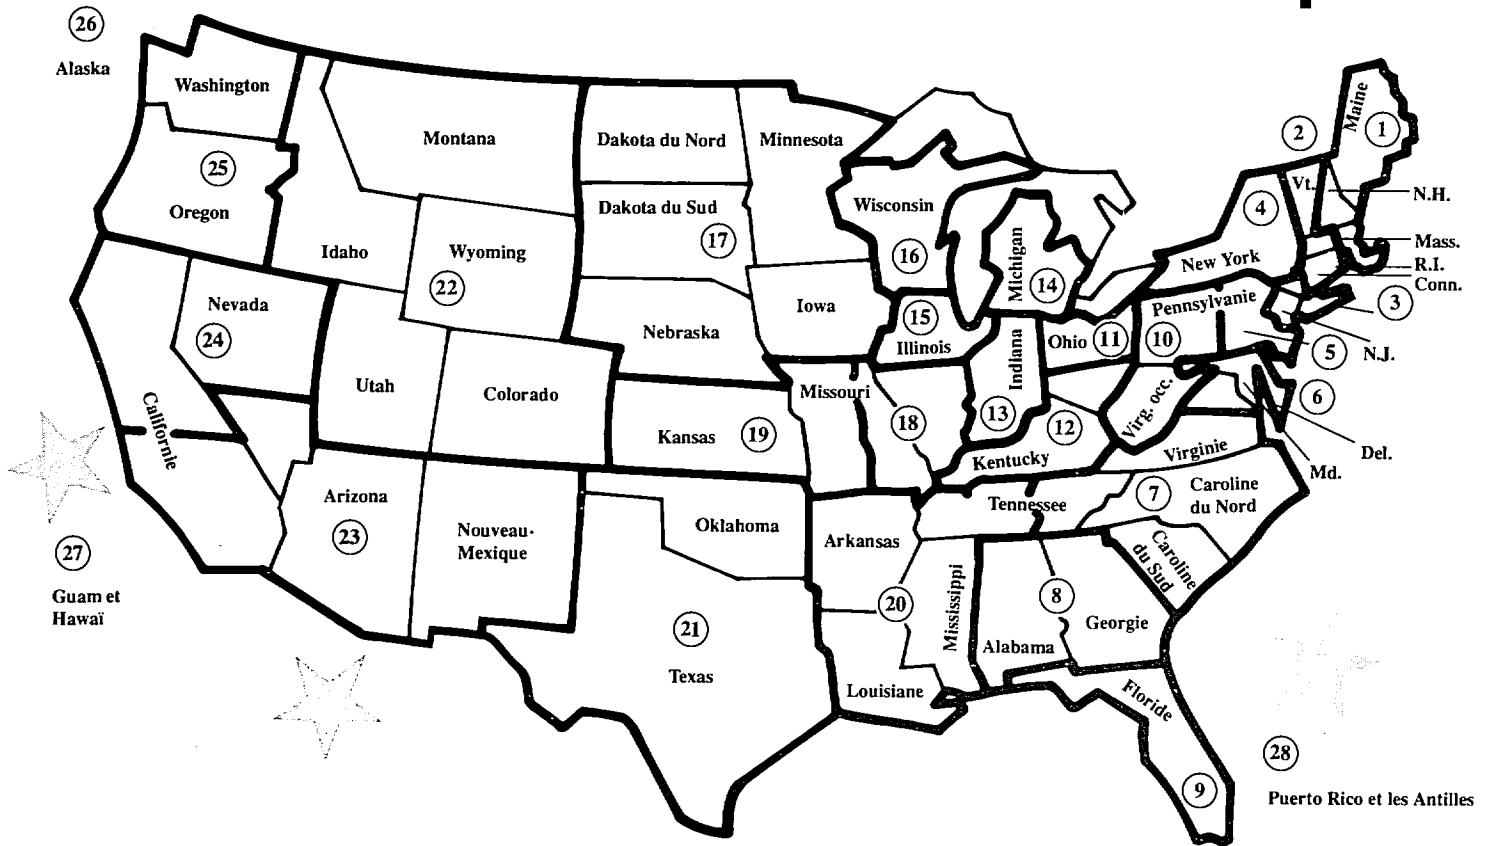 26
Alaska
Washington
25
Oregon
Montana
Idaho
Wyoming
22
Dakota du Nord
Minnesota
Dakota du Sud
17
Wisconsin
16
Michigan
14
Maine
1
2
Vt.
N.H.
4
New York
Mass.
R.I.
Conn.
3
Nevada
24
Utah
Colorado
Nebraska
Iowa
15
Illinois
Indiana
13
Ohio
11
Pennsylvanie
10
5
N.J.
6
Californie
Kansas
19
Missouri
18
12
Kentucky
Virg. occ.
Virginie
Del.
Md.
Arizona
23
Nouveau-
Mexique
Oklahoma
Arkansas
Tennessee
7
Caroline
du Nord
Caroline
du Sud
27
Guam et
Hawaï
21
Texas
20
Mississippi
Louisiane
Alabama
8
Georgie
Floride
9
28
Puerto Rico et les Antilles